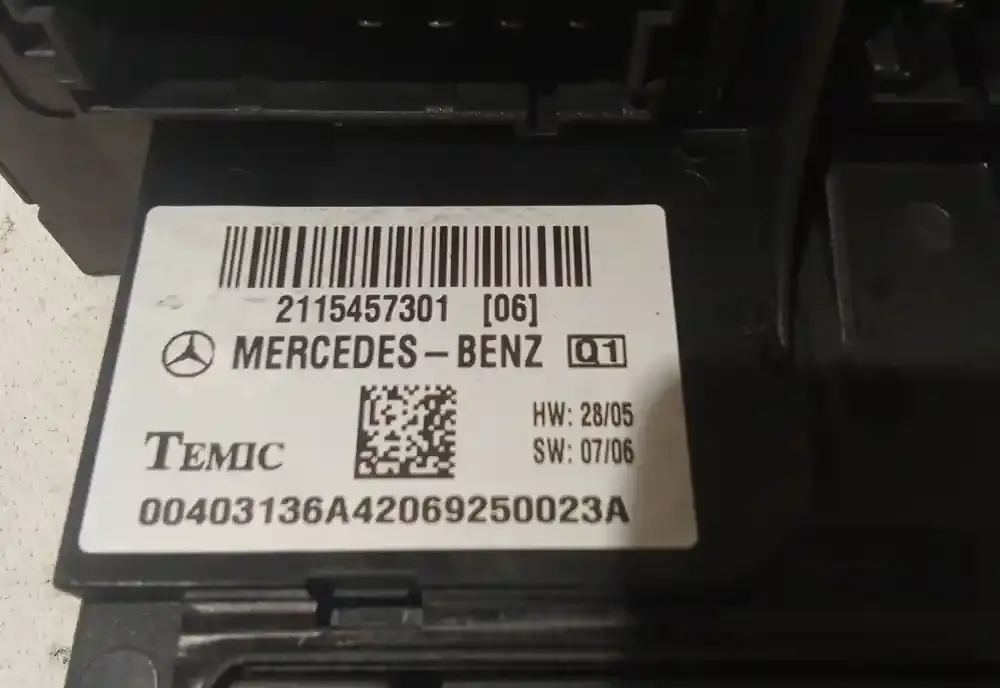 2115457301 [06]
MERCEDES-BENZ Q1
HW: 28/05
SW: 07/06
TEMIC
00403136A42069250023A